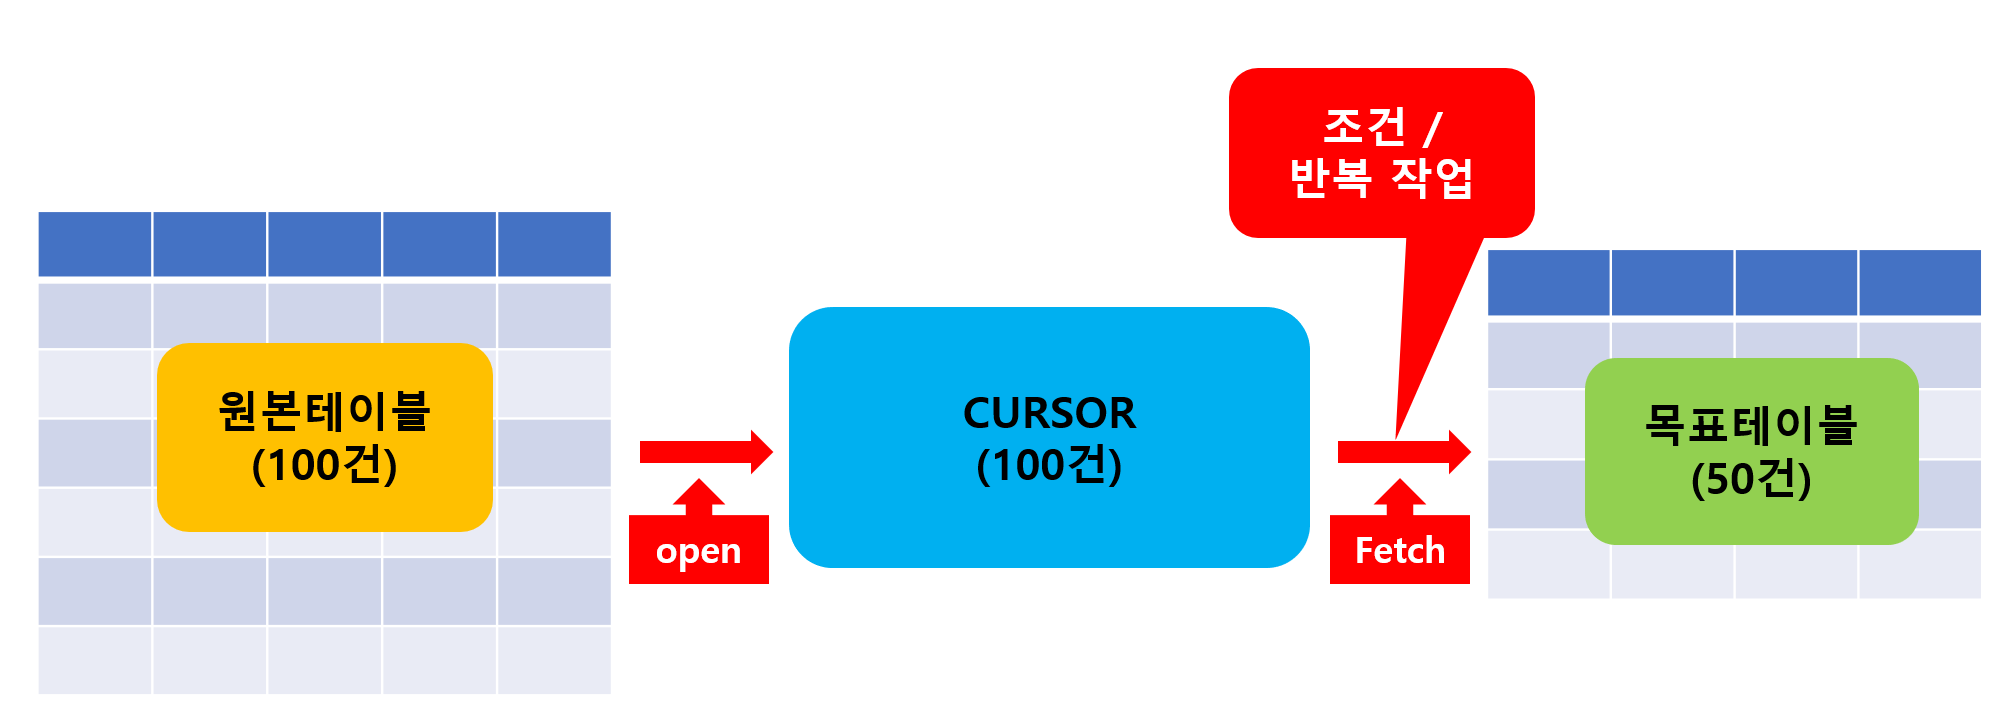 조건 /
반복 작업
원본테이블
(100건)
open
CURSOR
(100건)
Fetch
목표테이블
(50건)